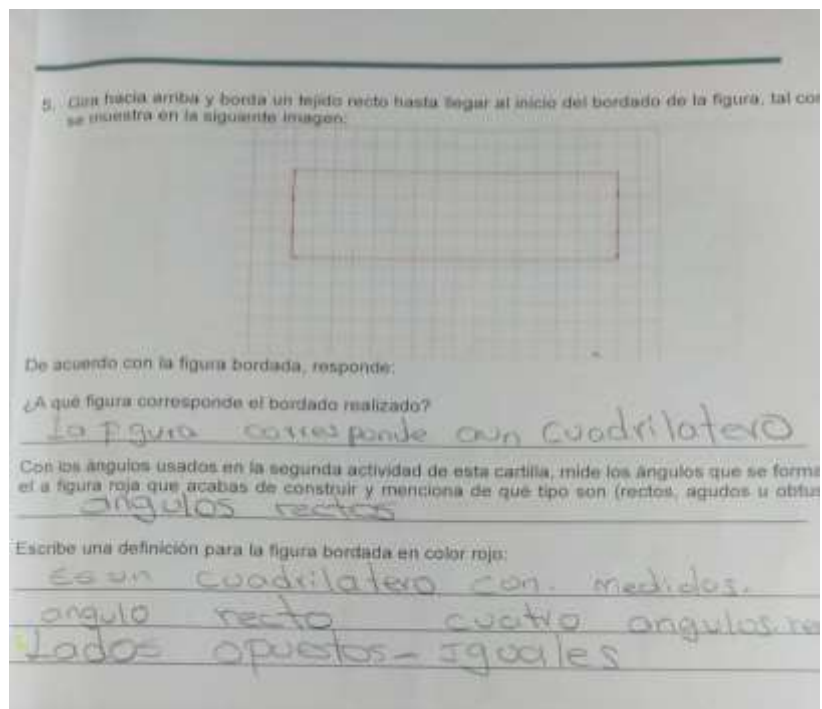 5. Gira hacia arriba y borda un tejido recto hasta llegar al inicio del bordado de la figura, tal com
se muestra en la siguiente imagen:
De acuerdo con la figura bordada, responde:
¿A qué figura corresponde el bordado realizado?
la figura corresponde aun cuadrilatero
Con los ángulos usados en la segunda actividad de esta cartilla, mide los ángulos que se forma
el a figura roja que acabas de construir y menciona de qué tipo son (rectos, agudos u obtus
angulos rectos
Escribe una definición para la figura bordada en color rojo:
Es un cuadrilatero con. medidas.
angulo recto cuatro angulos re
Lados opuestos - Iguales